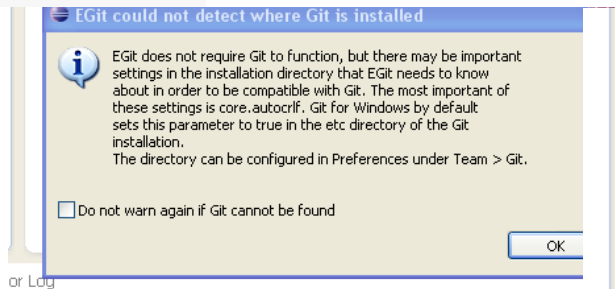 EGit could not detect where Git is installed
EGit does not require Git to function, but there may be important
settings in the installation directory that EGit needs to know
about in order to be compatible with Git. The most important of
these settings is core.autocrlf. Git for Windows by default
sets this parameter to true in the etc directory of the Git
installation.
The directory can be configured in Preferences under Team > Git.
Do not warn again if Git cannot be found
OK
or Log